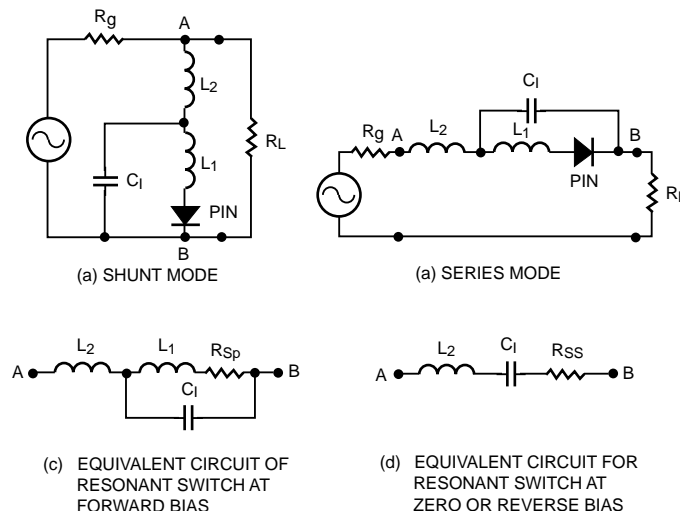 Rg
A
L2
CI
L1
RL
PIN
B
(a) SHUNT MODE
CI
Rg
A
L2
L1
B
PIN
(a) SERIES MODE
L2
L1
RSp
A
B
CI
(c) EQUIVALENT CIRCUIT OF
RESONANT SWITCH AT
FORWARD BIAS
L2
CI
RSS
A
B
(d) EQUIVALENT CIRCUIT FOR
RESONANT SWITCH AT
ZERO OR REVERSE BIAS